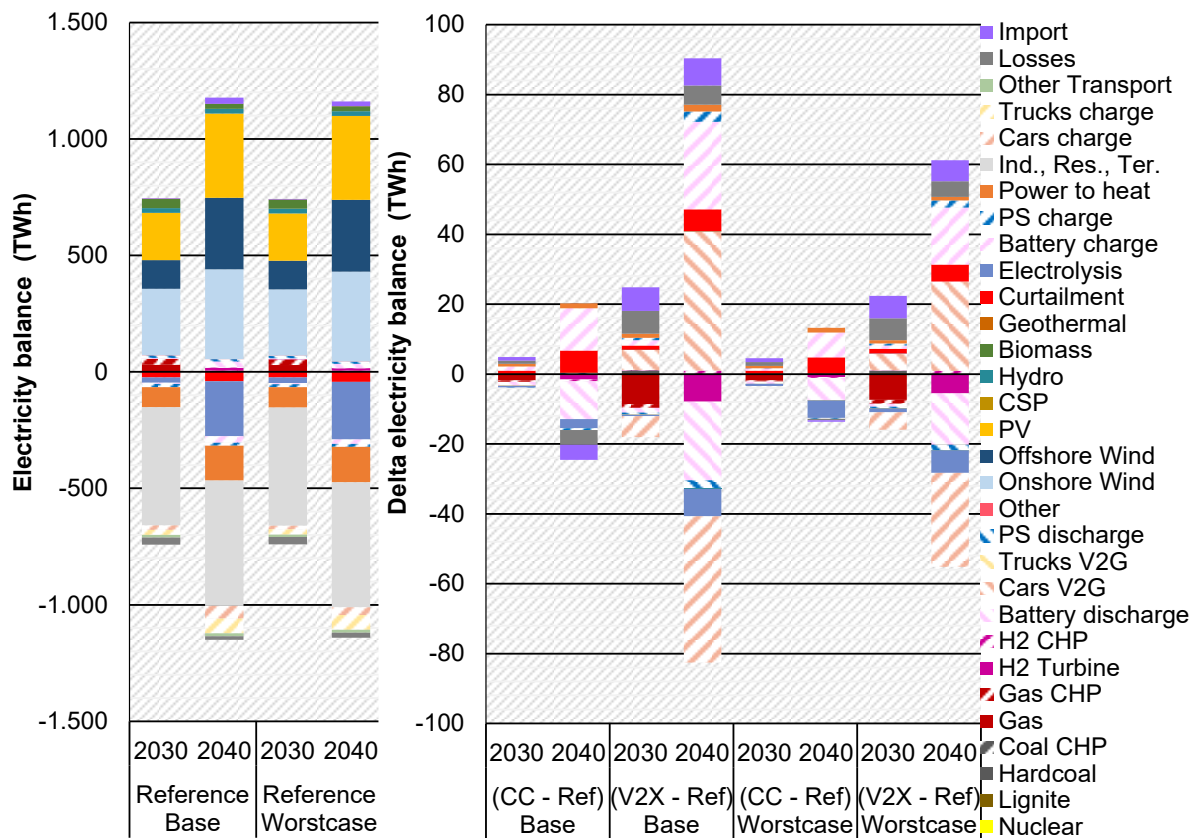 Electricity balance (TWh)
1.500
1.000
500
0
-500
-1.000
-1.500
2030 2040 2030 2040
Reference Reference
Base Worstcase
Delta electricity balance (TWh)
100
80
60
40
20
0
-20
-40
-60
-80
-100
2030 2040 2030 2040 2030 2040 2030 2040
(CC - Ref) (V2X - Ref) (CC - Ref) (V2X - Ref)
Base Base Worstcase Worstcase
Import
Losses
Other Transport
Trucks charge
Cars charge
Ind., Res., Ter.
Power to heat
PS charge
Battery charge
Electrolysis
Curtailment
Geothermal
Biomass
Hydro
CSP
PV
Offshore Wind
Onshore Wind
Other
PS discharge
Trucks V2G
Cars V2G
Battery discharge
H2 CHP
H2 Turbine
Gas CHP
Gas
Coal CHP
Hardcoal
Lignite
Nuclear